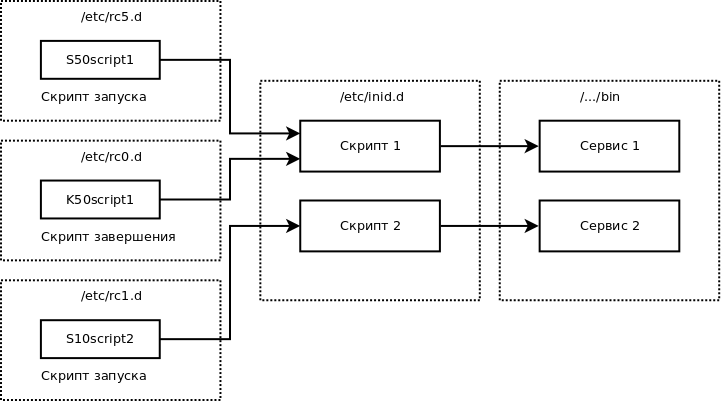 /etc/rc5.d
S50script1
Скрипт запуска
/etc/rc0.d
K50script1
Скрипт завершения
/etc/rc1.d
S10script2
Скрипт запуска
/etc/inid.d
Скрипт 1
Скрипт 2
/.../bin
Сервис 1
Сервис 2